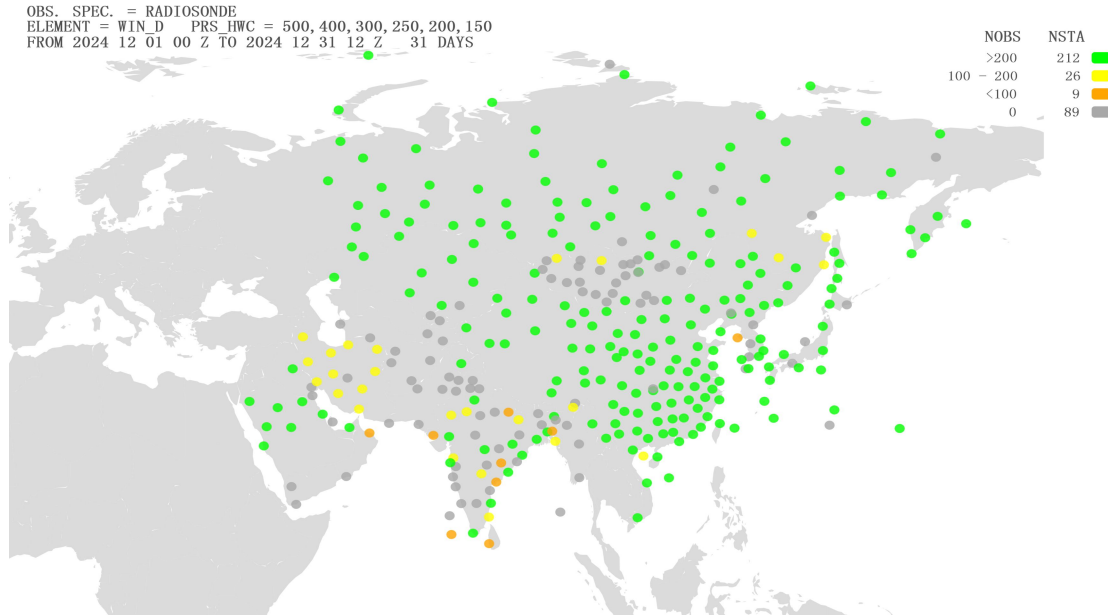 OBS. SPEC. = RADIOSONDE
ELEMENT = WIN_D PRS_HWC = 500,400,300,250,200,150
FROM 2024 12 01 00 Z TO 2024 12 31 12 Z 31 DAYS
NOBS NSTA
>200 212
100 - 200 26
<100 9
0 89